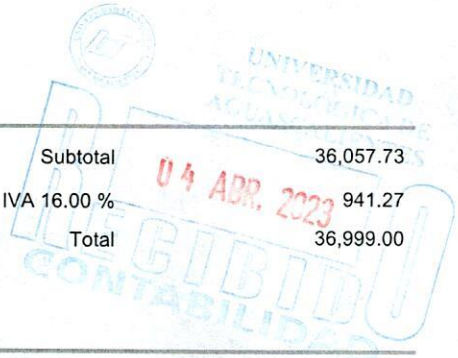 UNIVERSIDAD
TECNOLOGICA DE
AGUASCALIENTES
Subtotal 36,057.73
04 ABR. 2023
IVA 16.00 % 941.27
Total 36,999.00
RECIBIDO
CONTABILIDAD